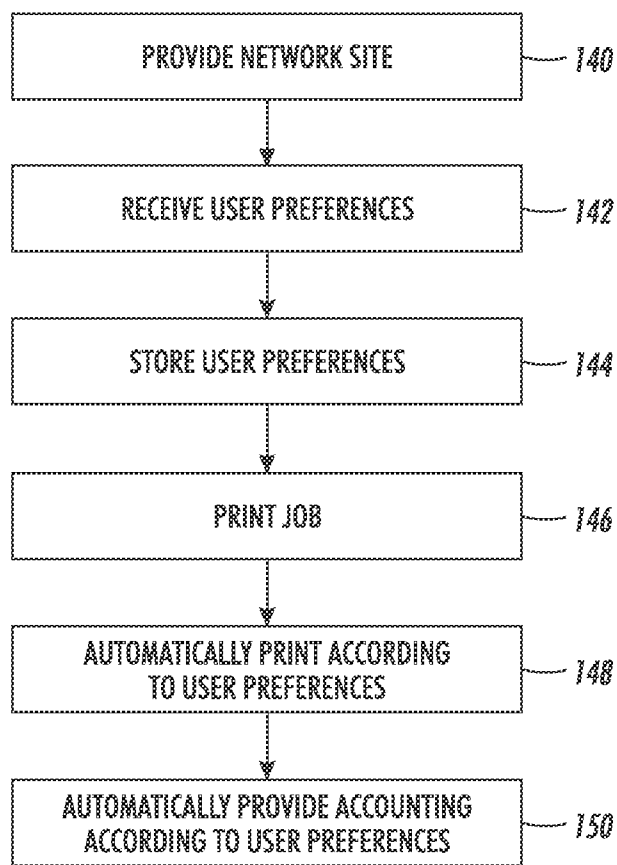 PROVIDE NETWORK SITE
140
RECEIVE USER PREFERENCES
142
STORE USER PREFERENCES
144
PRINT JOB
146
AUTOMATICALLY PRINT ACCORDING
TO USER PREFERENCES
148
AUTOMATICALLY PROVIDE ACCOUNTING
ACCORDING TO USER PREFERENCES
150